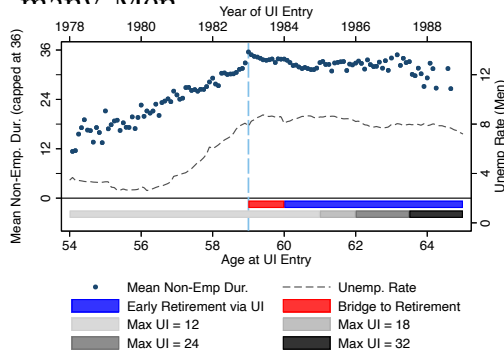 many, Men
Year of UI Entry
1978 1980 1982 1984 1986 1988
Mean Non-Emp. Dur. (capped at 36)
36
24
12
0
Unemp. Rate (Men)
12
8
4
0
54 56 58 60 62 64
Age at UI Entry
Mean Non-Emp Dur. Unemp. Rate
Early Retirement via UI Bridge to Retirement
Max UI = 12 Max UI = 18
Max UI = 24 Max UI = 32